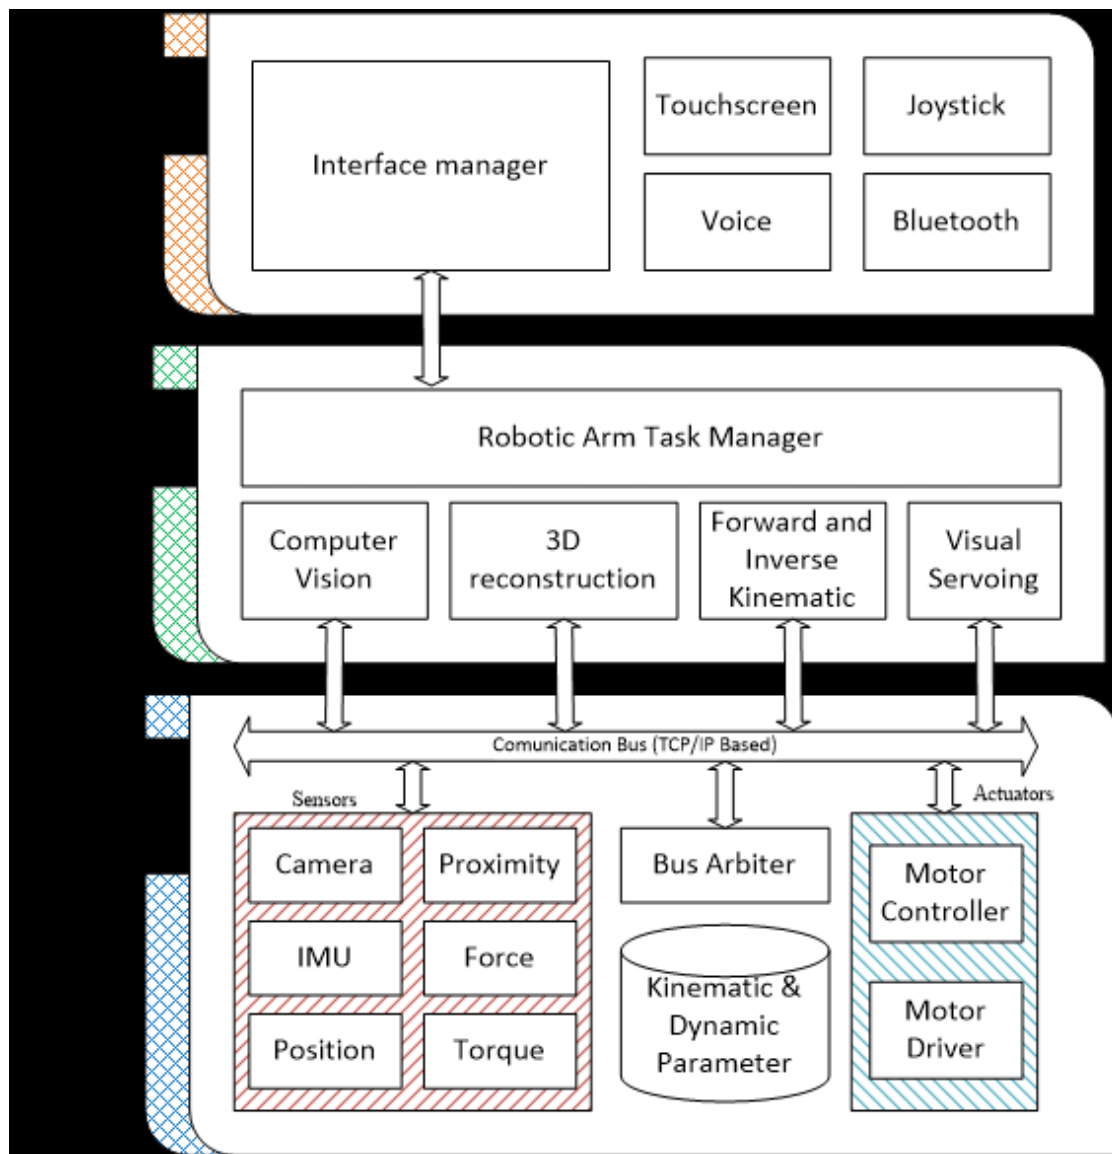 Interface manager
Touchscreen
Joystick
Voice
Bluetooth
Robotic Arm Task Manager
Computer
Vision
3D
reconstruction
Forward and
Inverse
Kinematic
Visual
Servoing
Comunication Bus (TCP/IP Based)
Sensors
Actuators
Camera
Proximity
IMU
Force
Position
Torque
Bus Arbiter
Kinematic &
Dynamic
Parameter
Motor
Controller
Motor
Driver